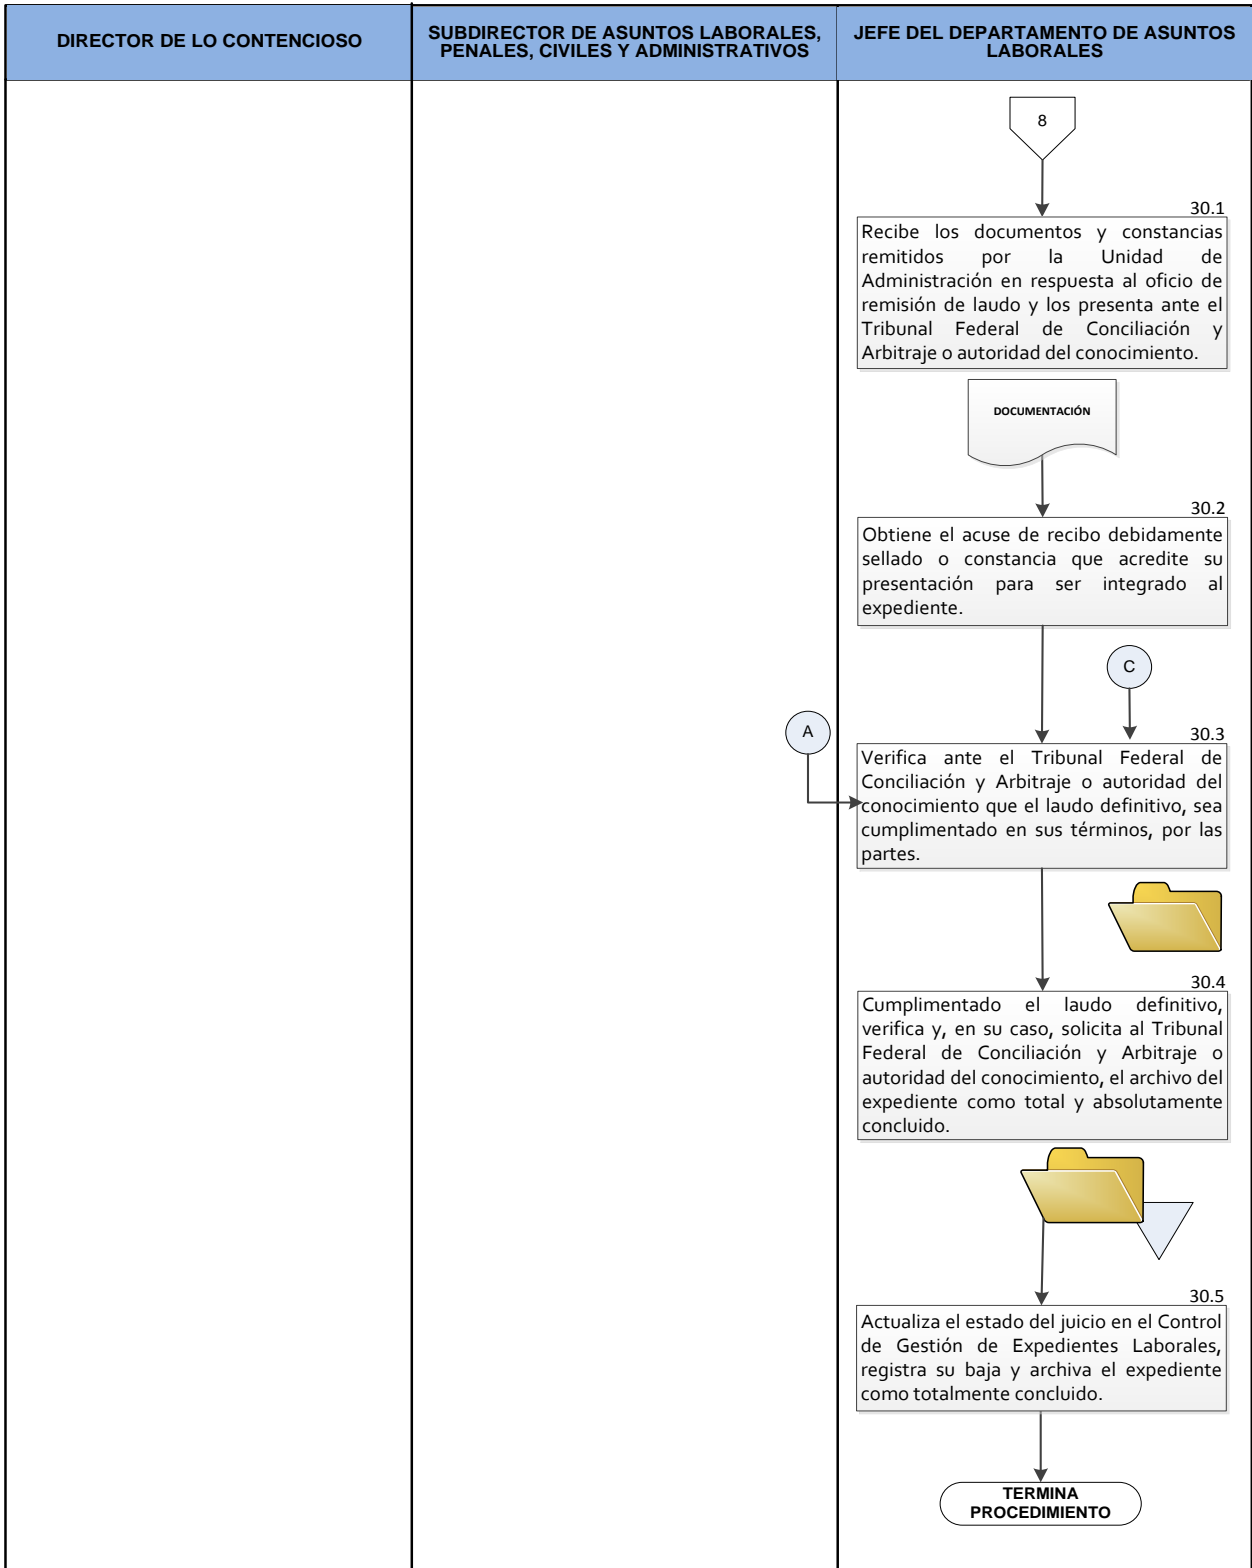 DIRECTOR DE LO CONTENCIOSO
SUBDIRECTOR DE ASUNTOS LABORALES,
PENALES, CIVILES Y ADMINISTRATIVOS
JEFE DEL DEPARTAMENTO DE ASUNTOS
LABORALES
8
30.1
Recibe los documentos y constancias
remitidos por la Unidad de
Administración en respuesta al oficio de
remisión de laudo y los presenta ante el
Tribunal Federal de Conciliación y
Arbitraje o autoridad del conocimiento.
DOCUMENTACIÓN
30.2
Obtiene el acuse de recibo debidamente
sellado o constancia que acredite su
presentación para ser integrado al
expediente.
C
A
30.3
Verifica ante el Tribunal Federal de
Conciliación y Arbitraje o autoridad del
conocimiento que el laudo definitivo, sea
cumplimentado en sus términos, por las
partes.
30.4
Cumplimentado el laudo definitivo,
verifica y, en su caso, solicita al Tribunal
Federal de Conciliación y Arbitraje o
autoridad del conocimiento, el archivo del
expediente como total y absolutamente
concluido.
30.5
Actualiza el estado del juicio en el Control
de Gestión de Expedientes Laborales,
registra su baja y archiva el expediente
como totalmente concluido.
TERMINA
PROCEDIMIENTO